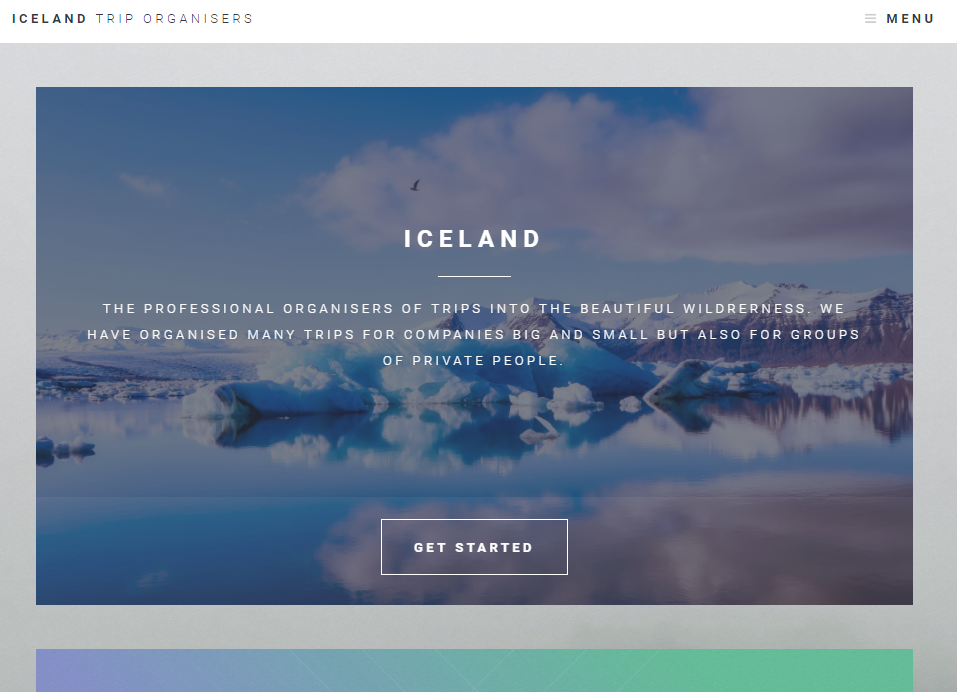 ICELAND TRIP ORGANISERS
MENU
ICELAND
THE PROFESSIONAL ORGANISERS OF TRIPS INTO THE BEAUTIFUL WILDRERNESS. WE
HAVE ORGANISED MANY TRIPS FOR COMPANIES BIG AND SMALL BUT ALSO FOR GROUPS
OF PRIVATE PEOPLE.
GET STARTED